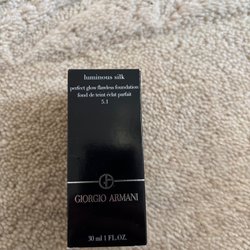 luminous silk
perfect glow flawless foundation
fond de teint éclat parfait
5.1
GIORGIO ARMANI
30 ml 1 FL. OZ.